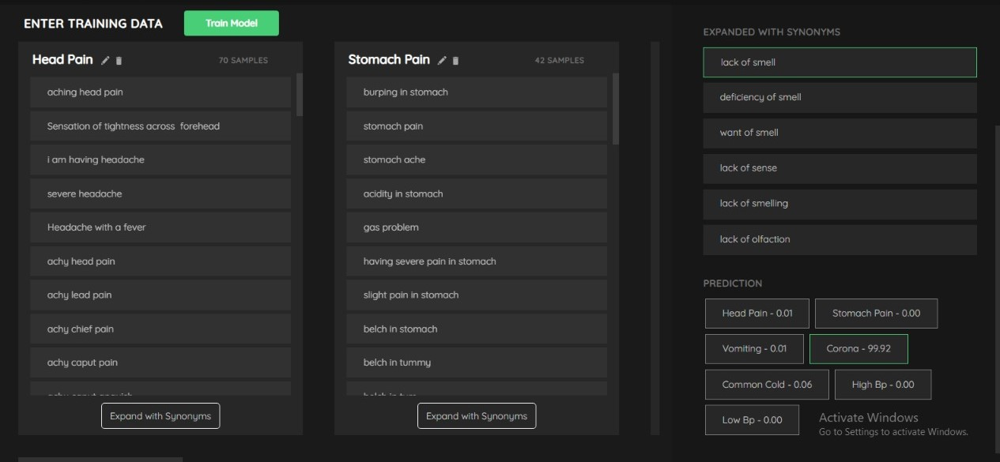 ENTER TRAINING DATA
Train Model
Head Pain
70 SAMPLES
aching head pain
Sensation of tightness across  forehead
i am having headache
severe headache
Headache with a fever
achy head pain
achy lead pain
achy chief pain
achy caput pain
Expand with Synonyms
Stomach Pain
42 SAMPLES
burping in stomach
stomach pain
stomach ache
acidity in stomach
gas problem
having severe pain in stomach
slight pain in stomach
belch in stomach
belch in tummy
Expand with Synonyms
EXPANDED WITH SYNONYMS
lack of smell
deficiency of smell
want of smell
lack of sense
lack of smelling
lack of olfaction
PREDICTION
Head Pain - 0.01
Stomach Pain - 0.00
Vomiting - 0.01
Corona - 99.92
Common Cold - 0.06
High Bp - 0.00
Low Bp - 0.00
Activate Windows
Go to Settings to activate Windows.